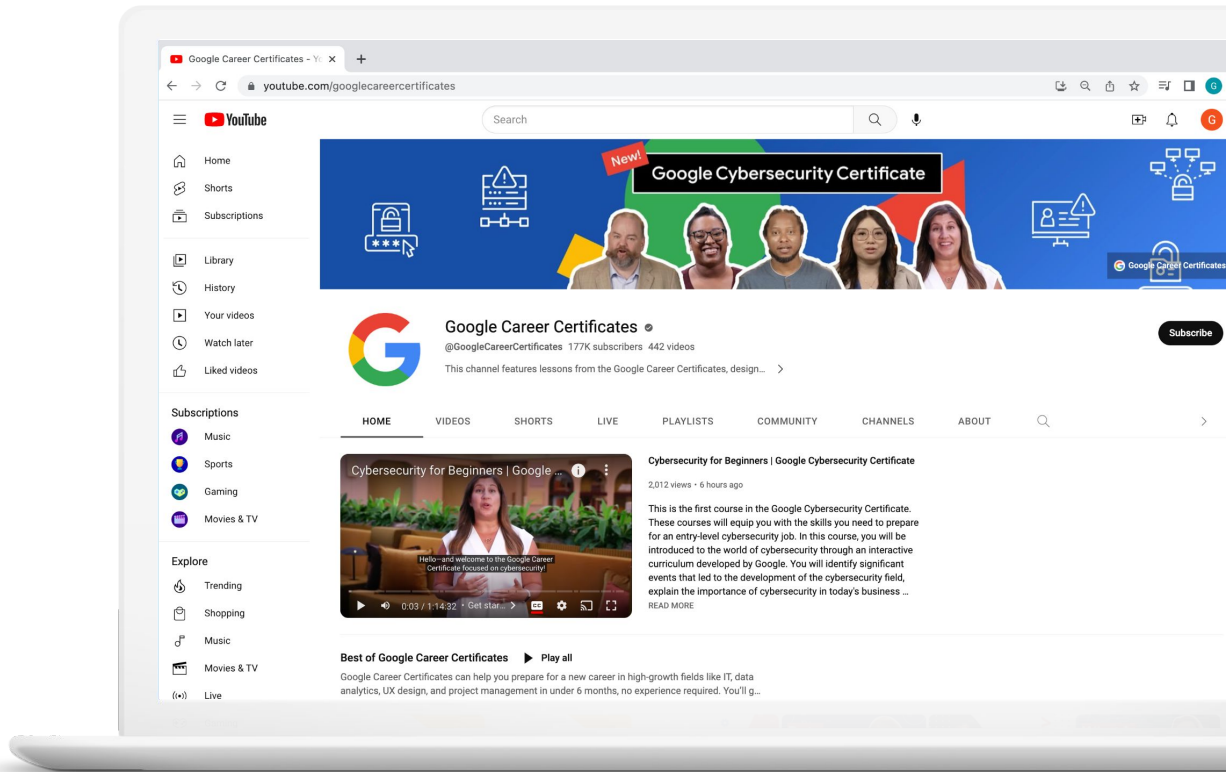 Google Career Certificates - Yo
youtube.com/googlecareercertificates
G
YouTube
Search
G
Home
Shorts
Subscriptions
Library
History
Your videos
Watch later
Liked videos
Subscriptions
Music
Sports
Gaming
Movies & TV
Explore
Trending
Shopping
Music
Movies & TV
Live
New!
Google Cybersecurity Certificate
***
Google Career Certificates
Google Career Certificates
@GoogleCareerCertificates 177K subscribers 442 videos
This channel features lessons from the Google Career Certificates, design...
Subscribe
HOME VIDEOS SHORTS LIVE PLAYLISTS COMMUNITY CHANNELS ABOUT
Cybersecurity for Beginners | Google ...
Hello—and welcome to the Google Career
Certificate focused on cybersecurity!
0:03 / 1:14:32 • Get star...
CC
Cybersecurity for Beginners | Google Cybersecurity Certificate
2,012 views • 6 hours ago
This is the first course in the Google Cybersecurity Certificate.
These courses will equip you with the skills you need to prepare
for an entry-level cybersecurity job. In this course, you will be
introduced to the world of cybersecurity through an interactive
curriculum developed by Google. You will identify significant
events that led to the development of the cybersecurity field,
explain the importance of cybersecurity in today's business ...
READ MORE
Best of Google Career Certificates Play all
Google Career Certificates can help you prepare for a new career in high-growth fields like IT, data
analytics, UX design, and project management in under 6 months, no experience required. You'll g...